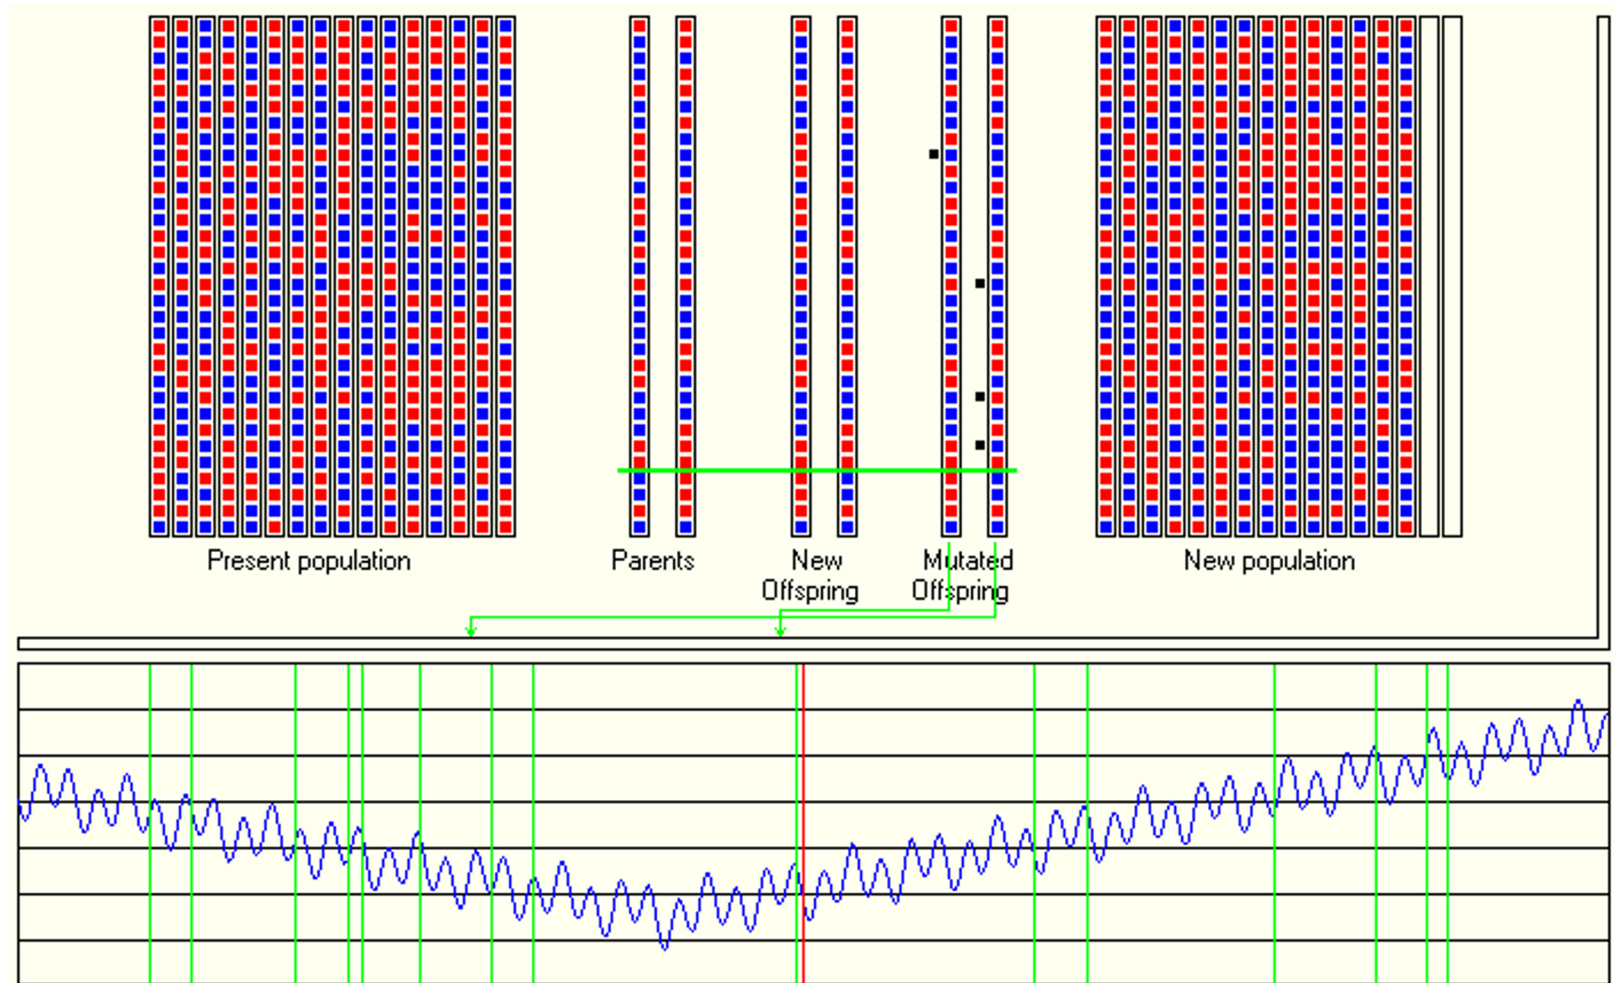 Present population
Parents
New
Offspring
Mutated
Offspring
New population